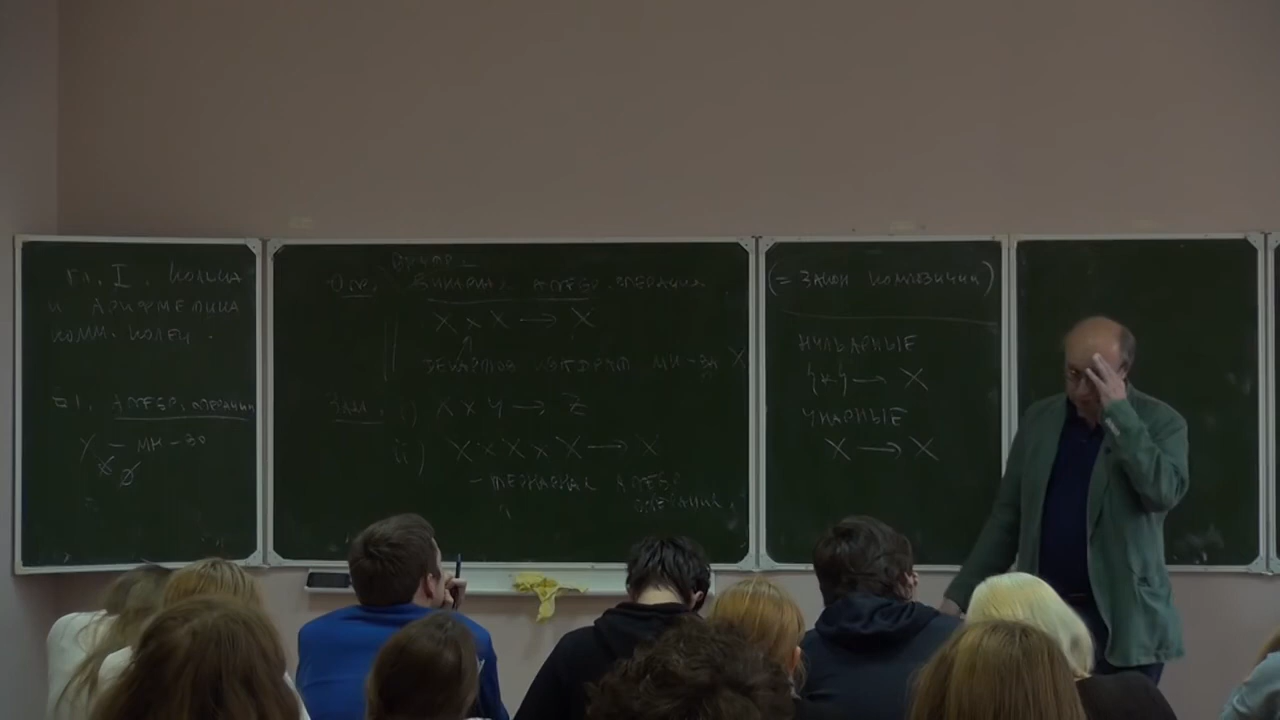 Гл. I. Кольца
и арифметика
комм. колец.
§1. Алгебр. операции
X – мн-во
X ∅
Опр. Бинарная алгебр. операция
X × X → X
декартов квадрат мн-ва X
Зам. i) X × Y → Z
ii) X × X × X → X
– тернарная алгебр.
операция.
(= закон композиции)
Нульарные
{*} → X
Унарные
X → X